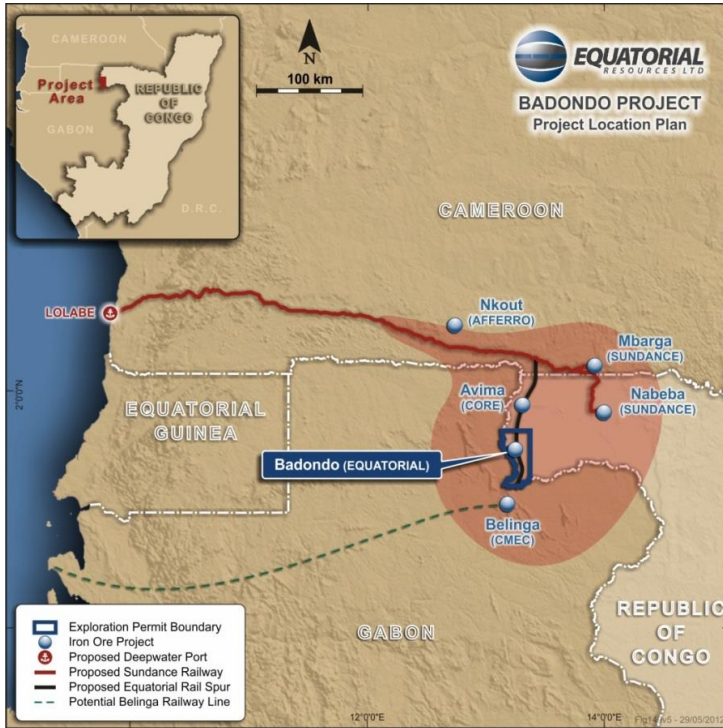 CAMEROON
Project
Area
REPUBLIC
OF
CONGO
GABON
D.R.C.
N
100 km
EQUATORIAL
RESOURCES LTD
BADONDO PROJECT
Project Location Plan
CAMEROON
LOLABE
Nkout
(AFFERRO)
Mbarga
(SUNDANCE)
2°0'0"N
Avima
(CORE)
Nabeba
(SUNDANCE)
EQUATORIAL
GUINEA
Badondo (EQUATORIAL)
Belinga
(CMEC)
GABON
REPUBLIC
OF
CONGO
Exploration Permit Boundary
Iron Ore Project
Proposed Deepwater Port
Proposed Sundance Railway
Proposed Equatorial Rail Spur
Potential Belinga Railway Line
12°0'0"E
14°0'0"E